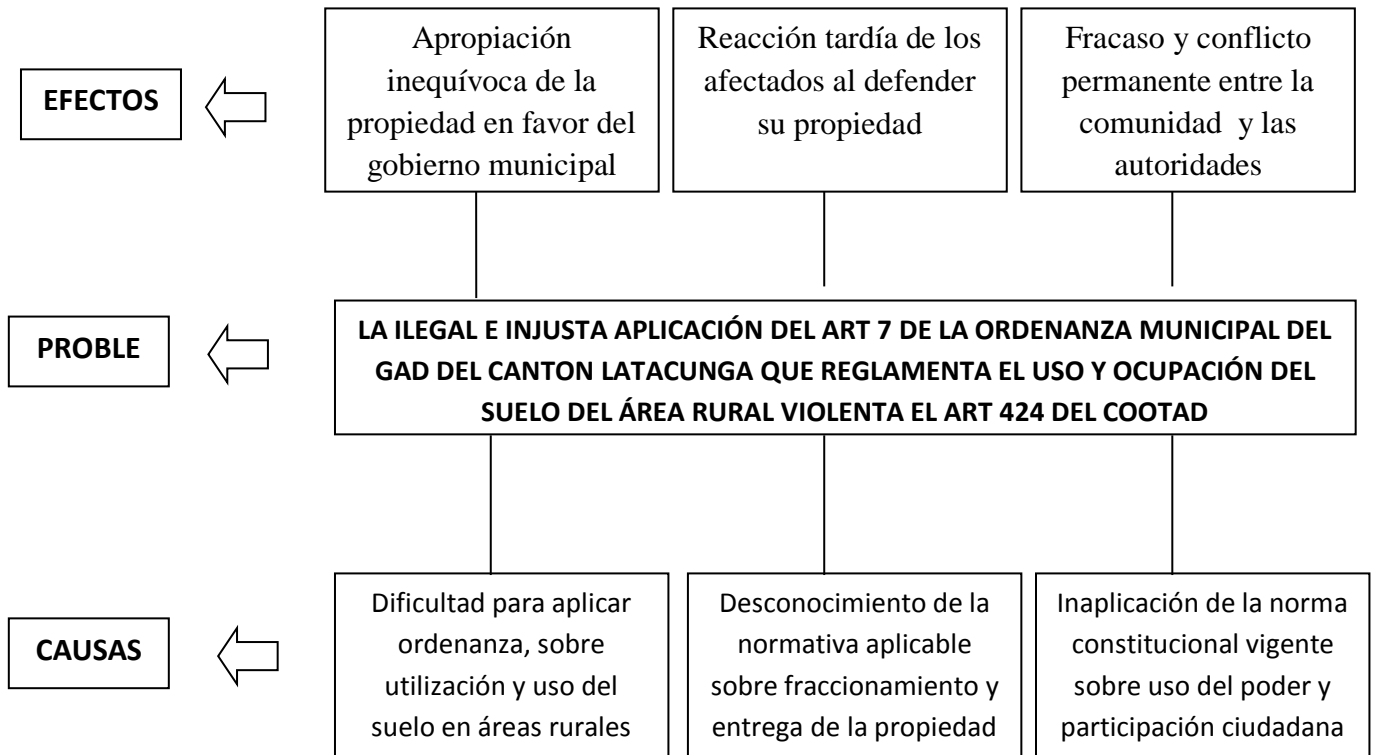 EFECTOS
Apropiación
inequívoca de la
propiedad en favor del
gobierno municipal
Reacción tardía de los
afectados al defender
su propiedad
Fracaso y conflicto
permanente entre la
comunidad y las
autoridades
PROBLE
LA ILEGAL E INJUSTA APLICACIÓN DEL ART 7 DE LA ORDENANZA MUNICIPAL DEL
GAD DEL CANTON LATACUNGA QUE REGLAMENTA EL USO Y OCUPACIÓN DEL
SUELO DEL ÁREA RURAL VIOLENTA EL ART 424 DEL COOTAD
CAUSAS
Dificultad para aplicar
ordenanza, sobre
utilización y uso del
suelo en áreas rurales
Desconocimiento de la
normativa aplicable
sobre fraccionamiento y
entrega de la propiedad
Inaplicación de la norma
constitucional vigente
sobre uso del poder y
participación ciudadana